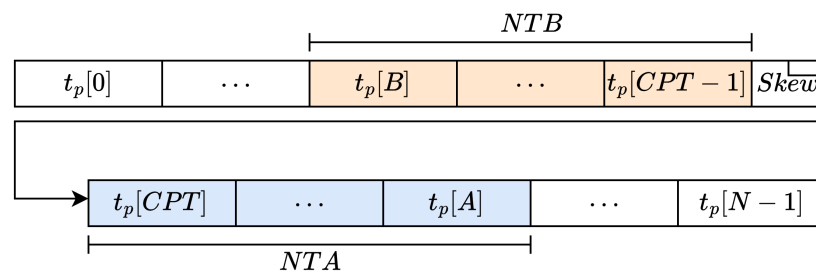 NTB
t_p[0] ⋯ t_p[B] ⋯ t_p[CPT − 1] Skew
t_p[CPT] ⋯ t_p[A] ⋯ t_p[N − 1]
NTA